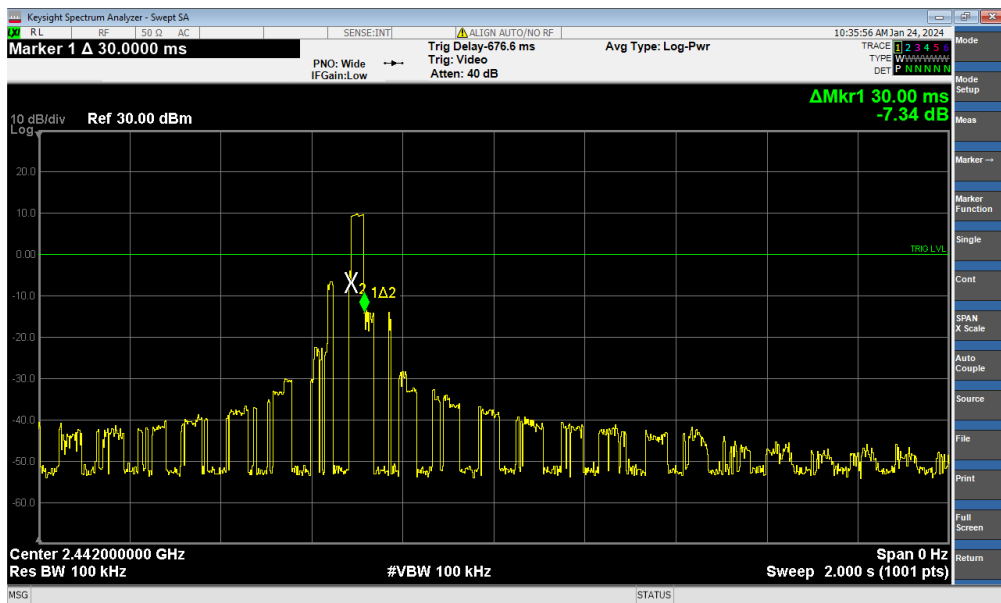 Keysight Spectrum Analyzer - Swept SA
LXI RL RF 50 Ω AC SENSE:INT ALIGN AUTO/NO RF 10:35:56 AM Jan 24, 2024
Marker 1 Δ 30.0000 ms
PNO: Wide
IFGain:Low
Trig Delay-676.6 ms
Trig: Video
Atten: 40 dB
Avg Type: Log-Pwr
TRACE 1 2 3 4 5 6
TYPE WWWWWW
DET P N N N N N
ΔMkr1 30.00 ms
-7.34 dB
10 dB/div Ref 30.00 dBm
Log
20.0
10.0
0.00
TRIG LVL
-10.0
-20.0
-30.0
-40.0
-50.0
-60.0
X2
1Δ2
Center 2.442000000 GHz Span 0 Hz
Res BW 100 kHz #VBW 100 kHz Sweep 2.000 s (1001 pts)
MSG STATUS
Mode
Mode
Setup
Meas
Marker →
Marker
Function
Single
Cont
SPAN
X Scale
Auto
Couple
Source
File
Print
Full
Screen
Return